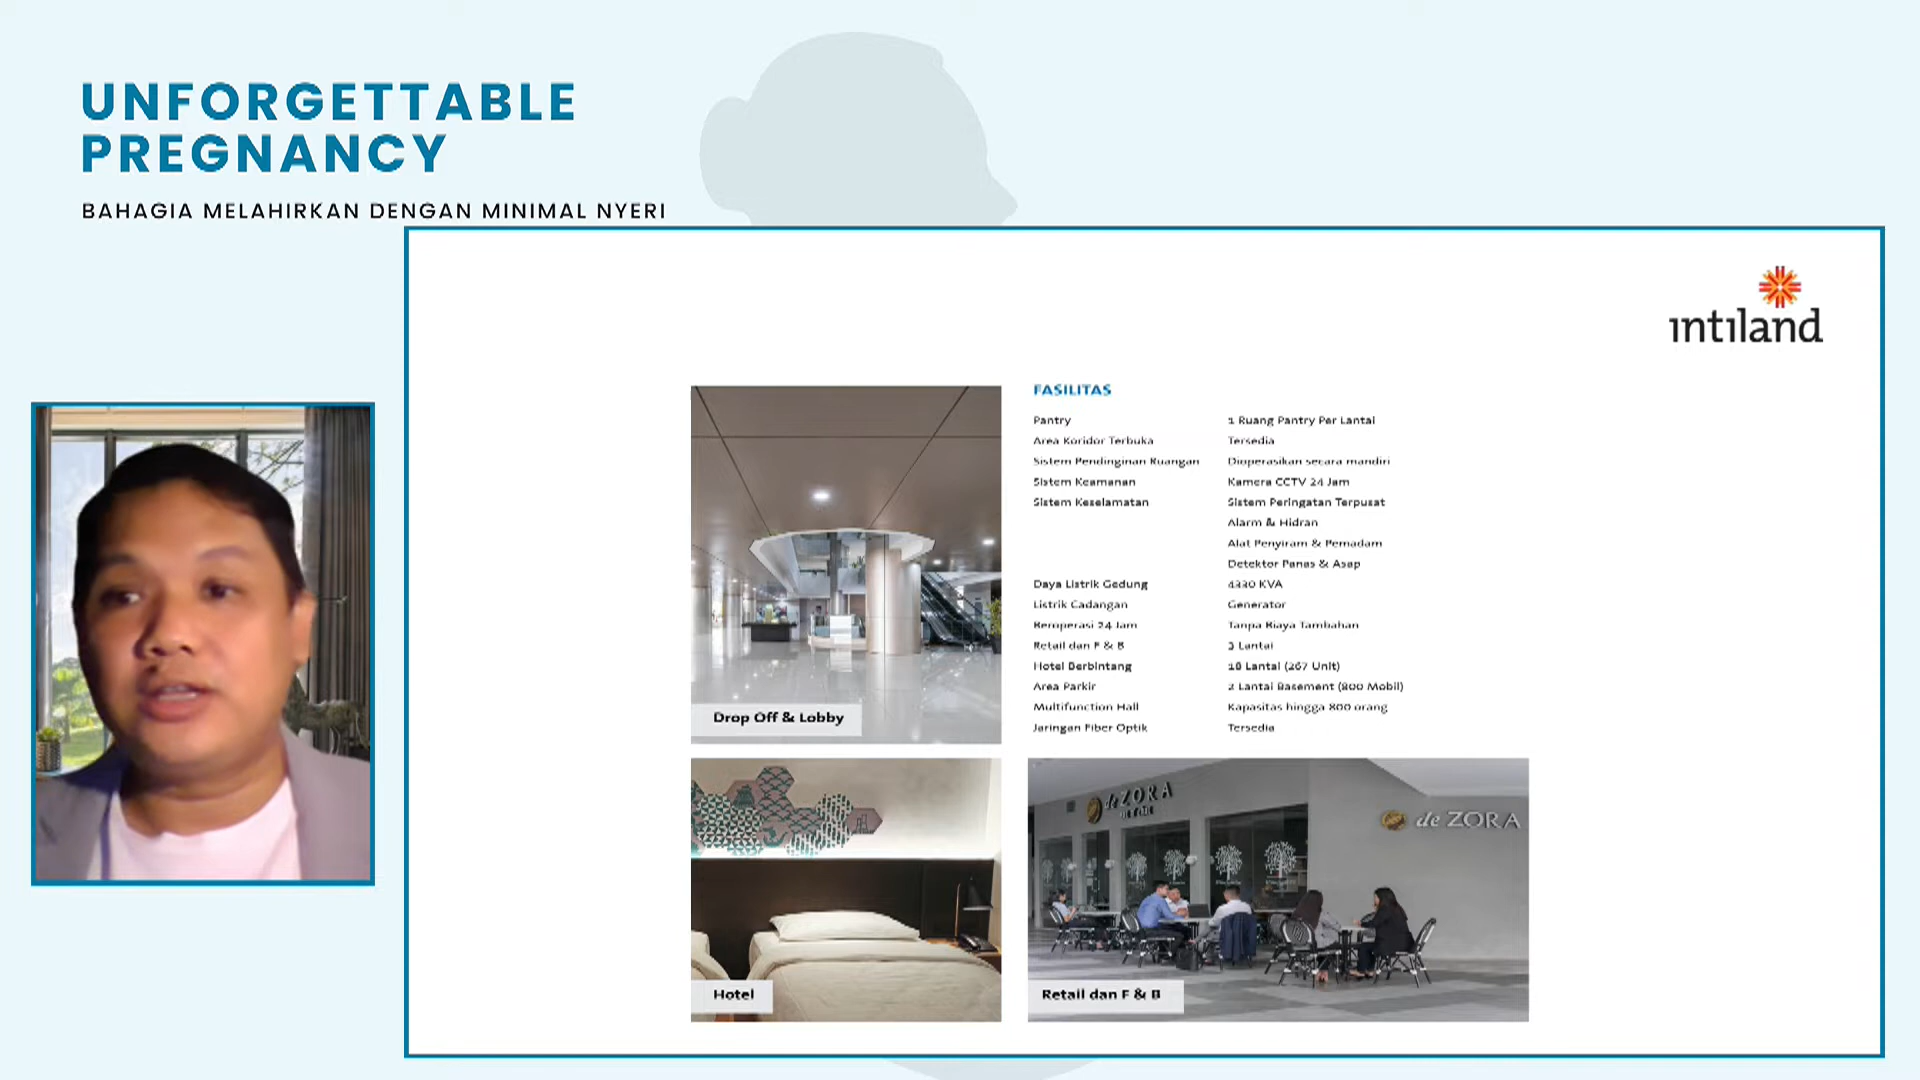 UNFORGETTABLE
PREGNANCY
BAHAGIA MELAHIRKAN DENGAN MINIMAL NYERI
intiland
FASILITAS
Pantry 1 Ruang Pantry Per Lantai
Area Koridor Terbuka Tersedia
Sistem Pendinginan Ruangan Dioperasikan secara mandiri
Sistem Keamanan Kamera CCTV 24 Jam
Sistem Keselamatan Sistem Peringatan Terpusat
Alarm & Hidran
Alat Penyiram & Pemadam
Detektor Panas & Asap
Daya Listrik Gedung 4330 KVA
Listrik Cadangan Generator
Beroperasi 24 Jam Tanpa Biaya Tambahan
Retail dan F & B 3 Lantai
Hotel Berbintang 18 Lantai (267 Unit)
Area Parkir 2 Lantai Basement (800 Mobil)
Multifunction Hall Kapasitas hingga 800 orang
Jaringan Fiber Optik Tersedia
Drop Off & Lobby
de ZORA
de ZORA
Hotel
Retail dan F & B